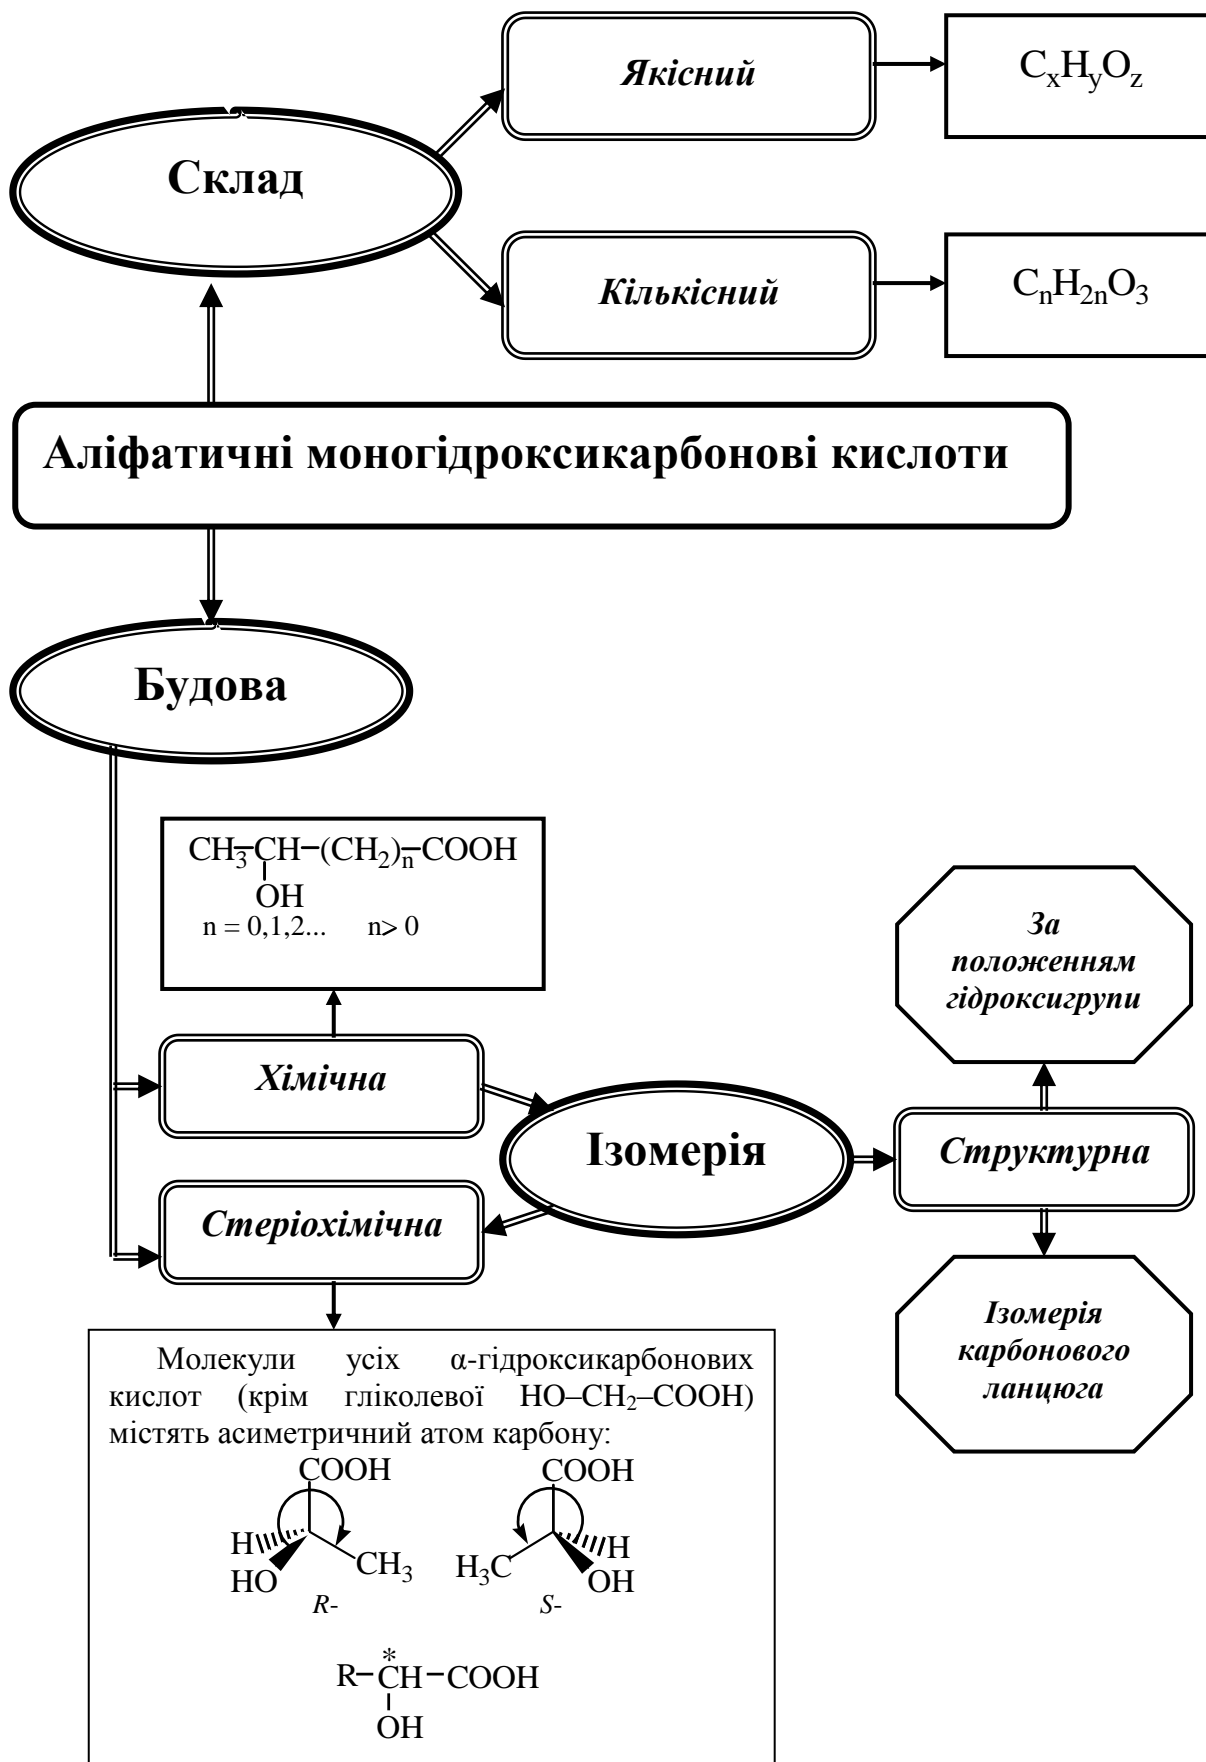 Якісний
CₓHᵧO_z
Склад
Кількісний
CₙH₂ₙO₃
Аліфатичні моногідроксикарбонові кислоти
Будова
CH₃–CH–(CH₂)ₙ–COOH
OH
n = 0,1,2... n> 0
За
положенням
гідроксигрупи
Хімічна
Ізомерія
Структурна
Стеріохімічна
Ізомерія
карбонового
ланцюга
Молекули усіх α-гідроксикарбонових
кислот (крім гліколевої HO–CH₂–COOH)
містять асиметричний атом карбону:
COOH COOH
H CH₃ H₃C H
HO OH
R- S-
*
R–CH–COOH
OH